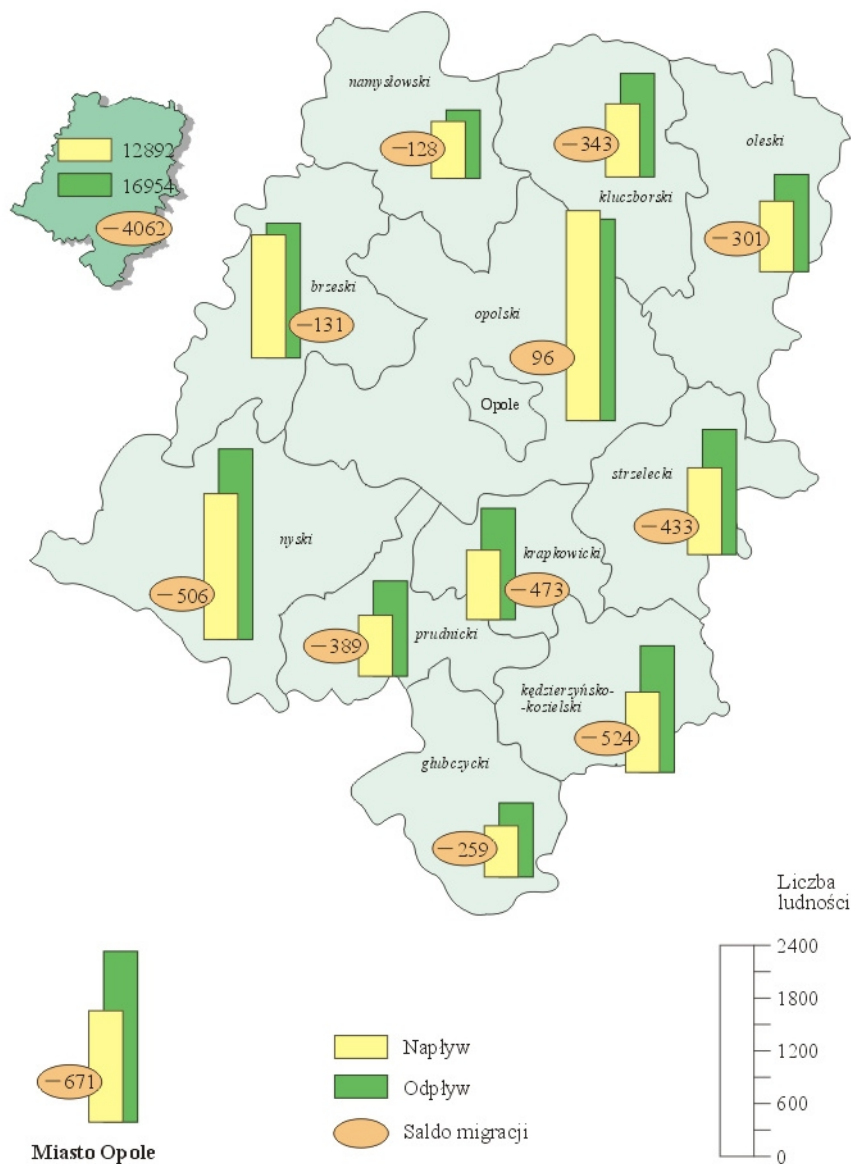 namysłowski
12892
16954
−4062
−128
−343
oleski
kluczborski
−301
brzeski
−131
opolski
96
Opole
strzelecki
−433
nyski
−506
krapkowicki
−473
−389
prudnicki
kędzierzyńsko-
-kozielski
−524
głubczycki
−259
Liczba
ludności
2400
1800
1200
600
0
−671
Miasto Opole
Napływ
Odpływ
Saldo migracji